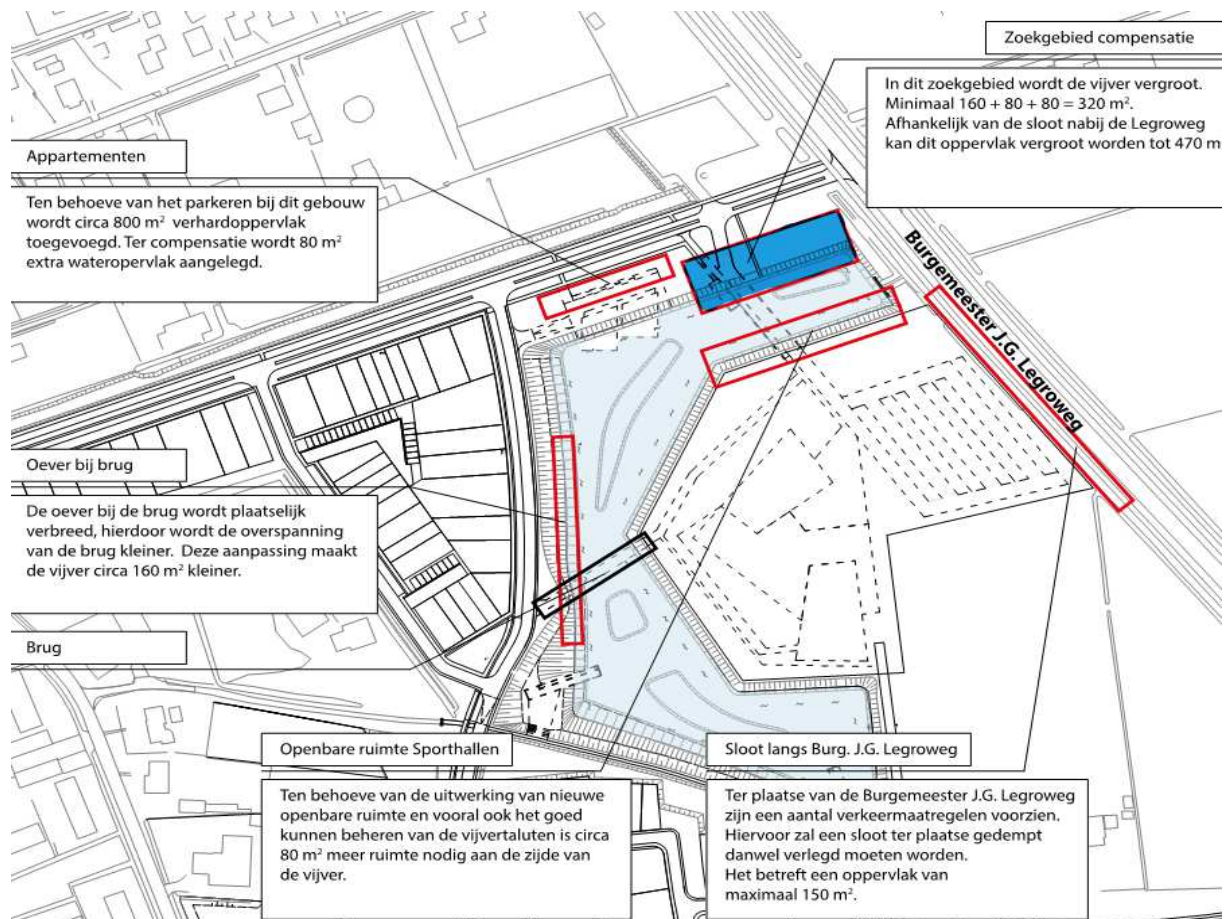 Zoekgebied compensatie
In dit zoekgebied wordt de vijver vergroot.
Minimaal 160 + 80 + 80 = 320 m².
Afhankelijk van de sloot nabij de Legroweg
kan dit oppervlak vergroot worden tot 470 m
Appartementen
Ten behoeve van het parkeren bij dit gebouw
wordt circa 800 m² verhardoppervlak
toegevoegd. Ter compensatie wordt 80 m²
extra wateropervlak aangelegd.
Burgemeester J.G. Legroweg
Oever bij brug
De oever bij de brug wordt plaatselijk
verbreed, hierdoor wordt de overspanning
van de brug kleiner. Deze aanpassing maakt
de vijver circa 160 m² kleiner.
Brug
Openbare ruimte Sporthallen
Ten behoeve van de uitwerking van nieuwe
openbare ruimte en vooral ook het goed
kunnen beheren van de vijvertaluten is circa
80 m² meer ruimte nodig aan de zijde van
de vijver.
Sloot langs Burg. J.G. Legroweg
Ter plaatse van de Burgemeester J.G. Legroweg
zijn een aantal verkeermaatregelen voorzien.
Hiervoor zal een sloot ter plaatse gedempt
danwel verlegd moeten worden.
Het betreft een oppervlak van
maximaal 150 m².